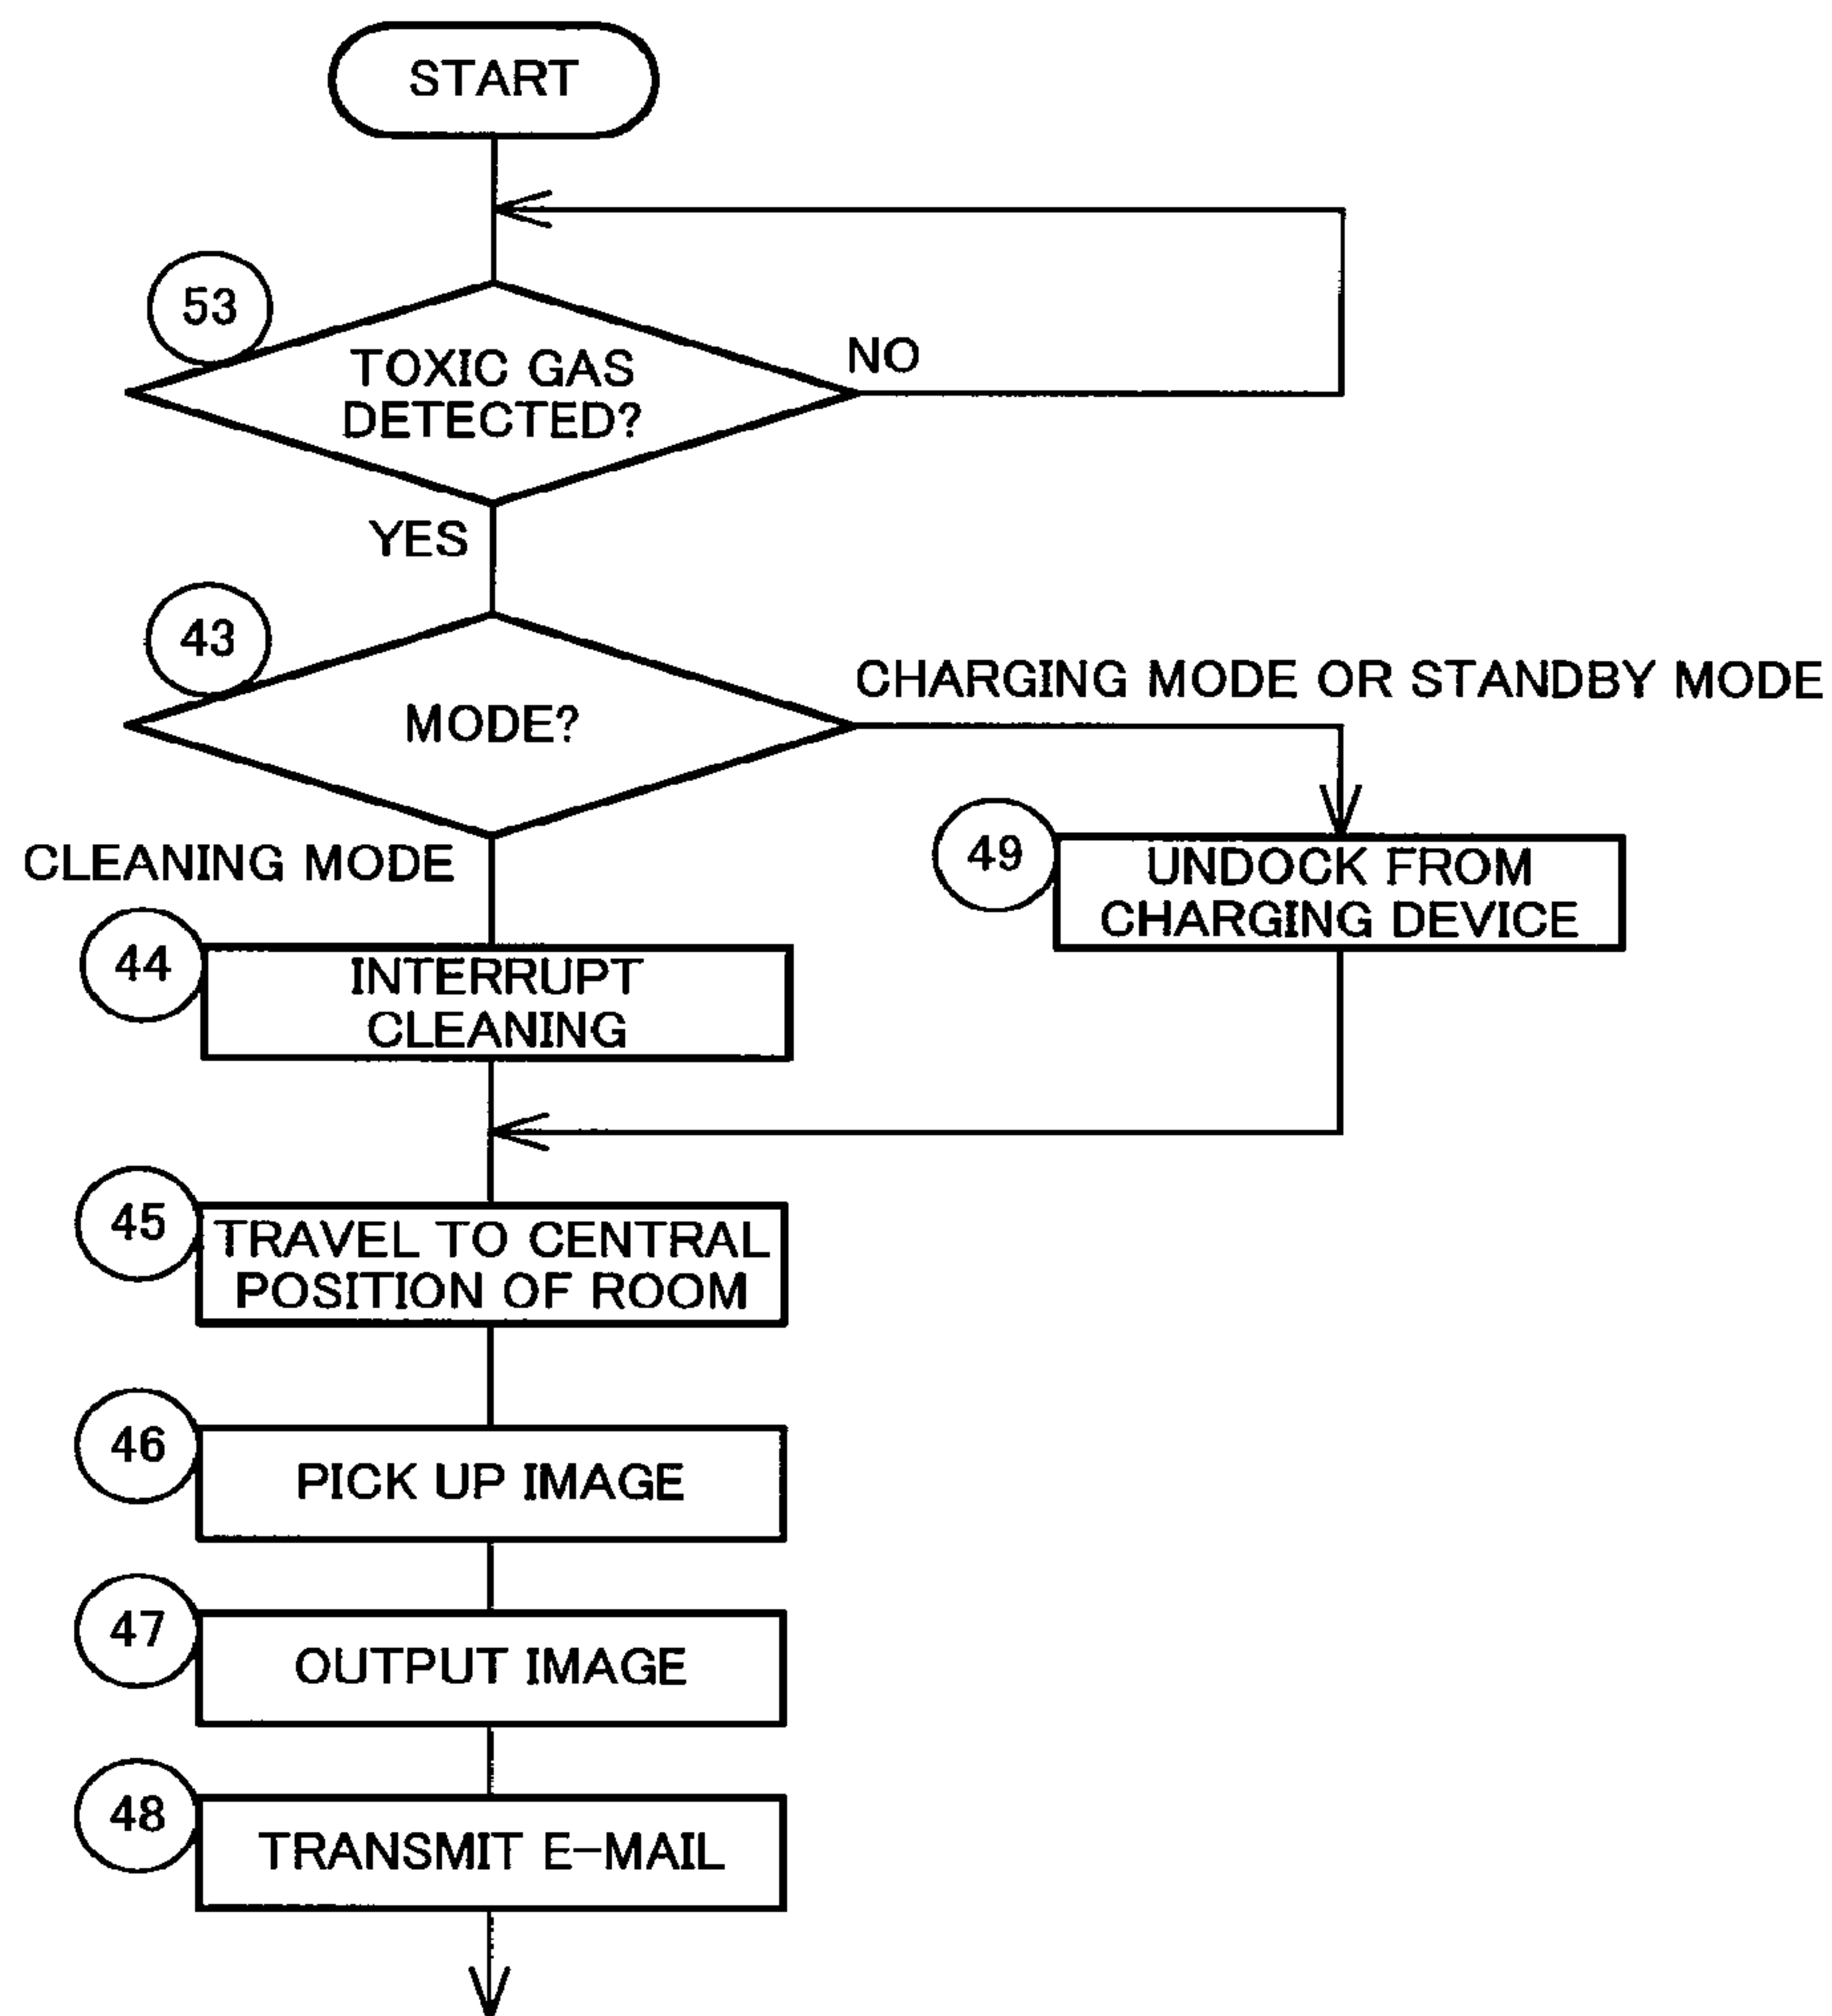 START
53
TOXIC GAS
DETECTED?
NO
YES
43
MODE?
CHARGING MODE OR STANDBY MODE
CLEANING MODE
49
UNDOCK FROM
CHARGING DEVICE
44
INTERRUPT
CLEANING
45
TRAVEL TO CENTRAL
POSITION OF ROOM
46
PICK UP IMAGE
47
OUTPUT IMAGE
48
TRANSMIT E-MAIL